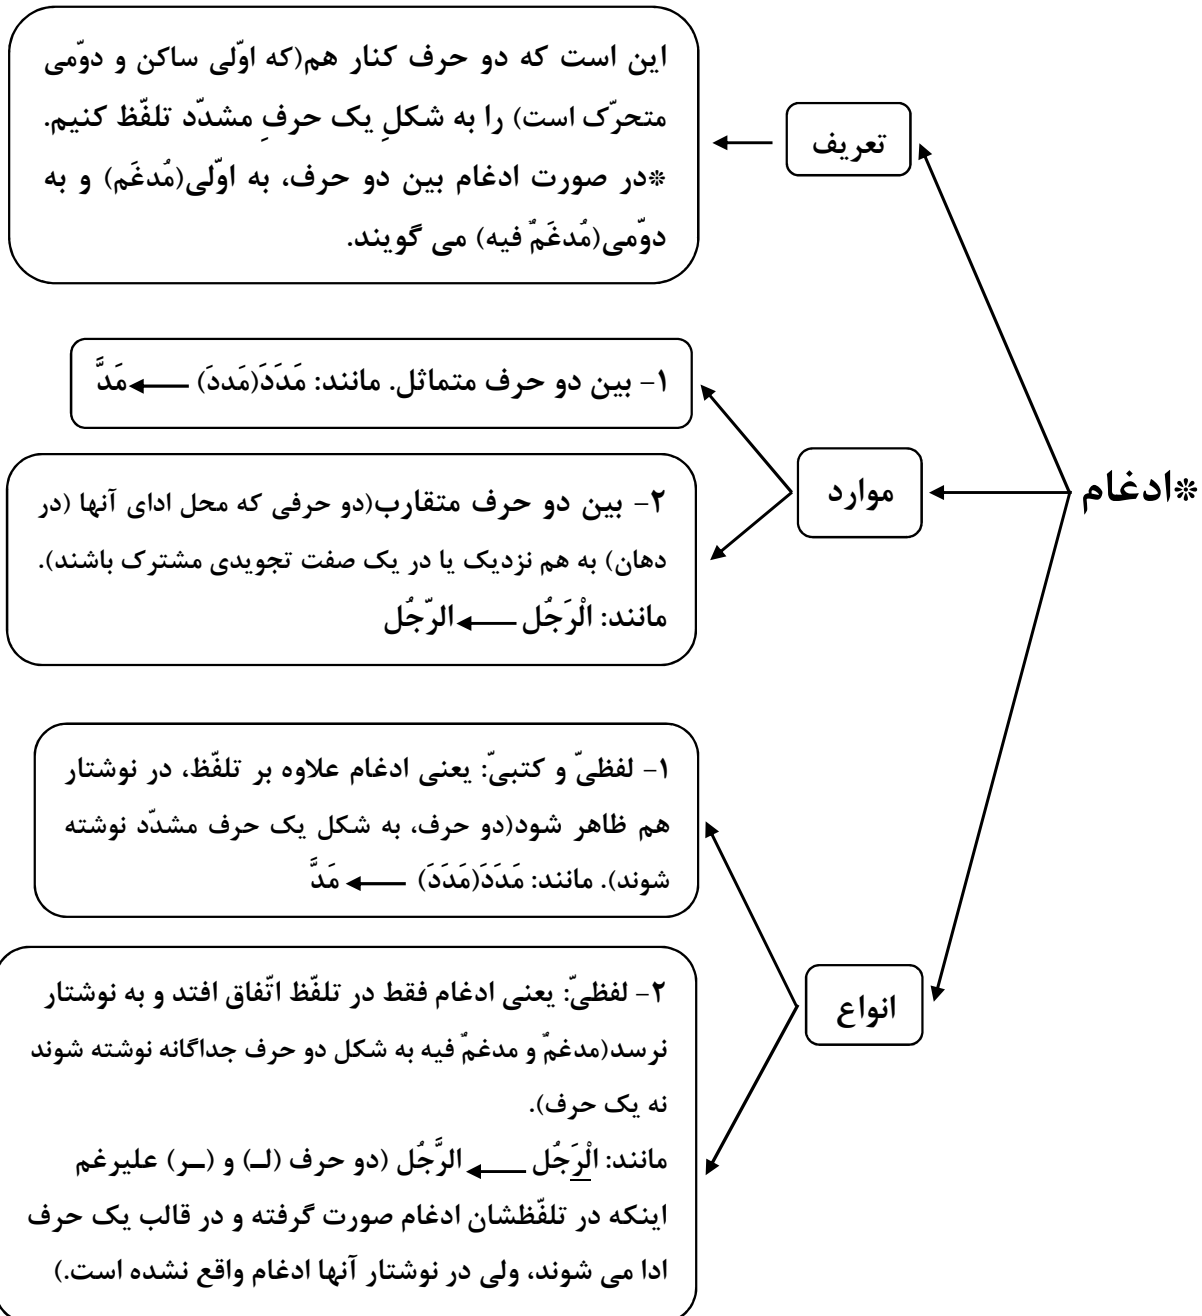 *ادغام
تعریف
این است که دو حرف کنار هم(که اوّلی ساکن و دوّمی
متحرّک است) را به شکلِ یک حرفِ مشدّد تلفّظ کنیم.
*در صورت ادغام بین دو حرف، به اوّلی(مُدغَم) و به
دوّمی(مُدغَمٌ فیه) می گویند.
موارد
۱- بین دو حرف متماثل. مانند: مَدَدَ(مَددَ) ← مَدَّ
۲- بین دو حرف متقارب(دو حرفی که محل ادای آنها (در
دهان) به هم نزدیک یا در یک صفت تجویدی مشترک باشند).
مانند: الْرَجُل ← الرّجُل
انواع
۱- لفظیّ و کتبیّ: یعنی ادغام علاوه بر تلفّظ، در نوشتار
هم ظاهر شود(دو حرف، به شکل یک حرف مشدّد نوشته
شوند). مانند: مَدَدَ(مَدَدَ) ← مَدَّ
۲- لفظیّ: یعنی ادغام فقط در تلفّظ اتّفاق افتد و به نوشتار
نرسد(مدغمٌ و مدغمٌ فیه به شکل دو حرف جداگانه نوشته شوند
نه یک حرف).
مانند: الْرَجُل ← الرَّجُل (دو حرف (لـ) و (ـر) علیرغم
اینکه در تلفّظشان ادغام صورت گرفته و در قالب یک حرف
ادا می شوند، ولی در نوشتار آنها ادغام واقع نشده است.)